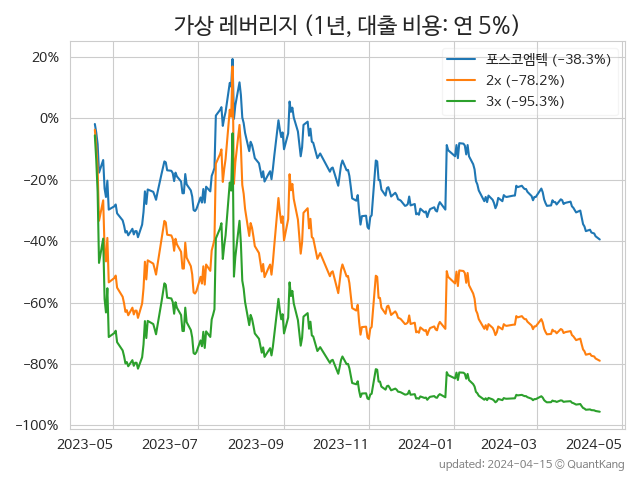 가상 레버리지 (1년, 대출 비용: 연 5%)
포스코엠텍 (-38.3%)
2x (-78.2%)
3x (-95.3%)
20%
0%
-20%
-40%
-60%
-80%
-100%
2023-05 2023-07 2023-09 2023-11 2024-01 2024-03 2024-05
updated: 2024-04-15 © QuantKang